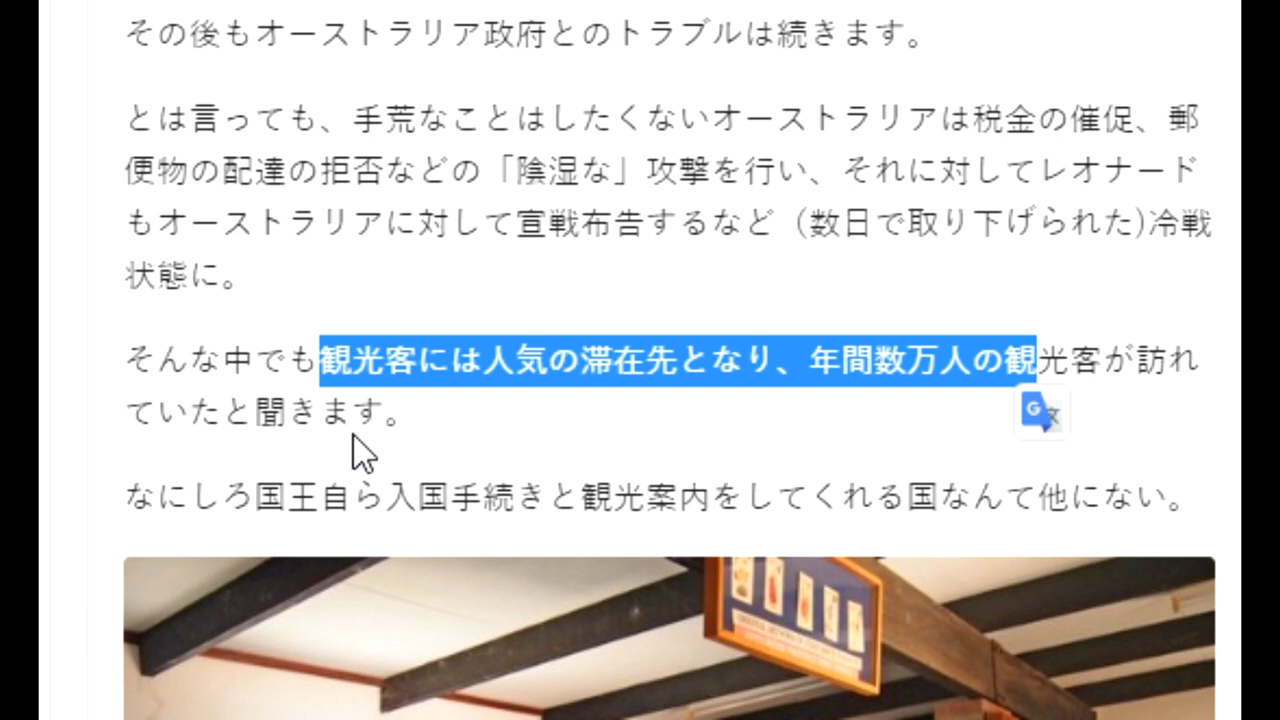 その後もオーストラリア政府とのトラブルは続きます。
とは言っても、手荒なことはしたくないオーストラリアは税金の催促、郵
便物の配達の拒否などの「陰湿な」攻撃を行い、それに対してレオナード
もオーストラリアに対して宣戦布告するなど（数日で取り下げられた)冷戦
状態に。
そんな中でも観光客には人気の滞在先となり、年間数万人の観光客が訪れ
ていたと聞きます。
G文
なにしろ国王自ら入国手続きと観光案内をしてくれる国なんて他にない。